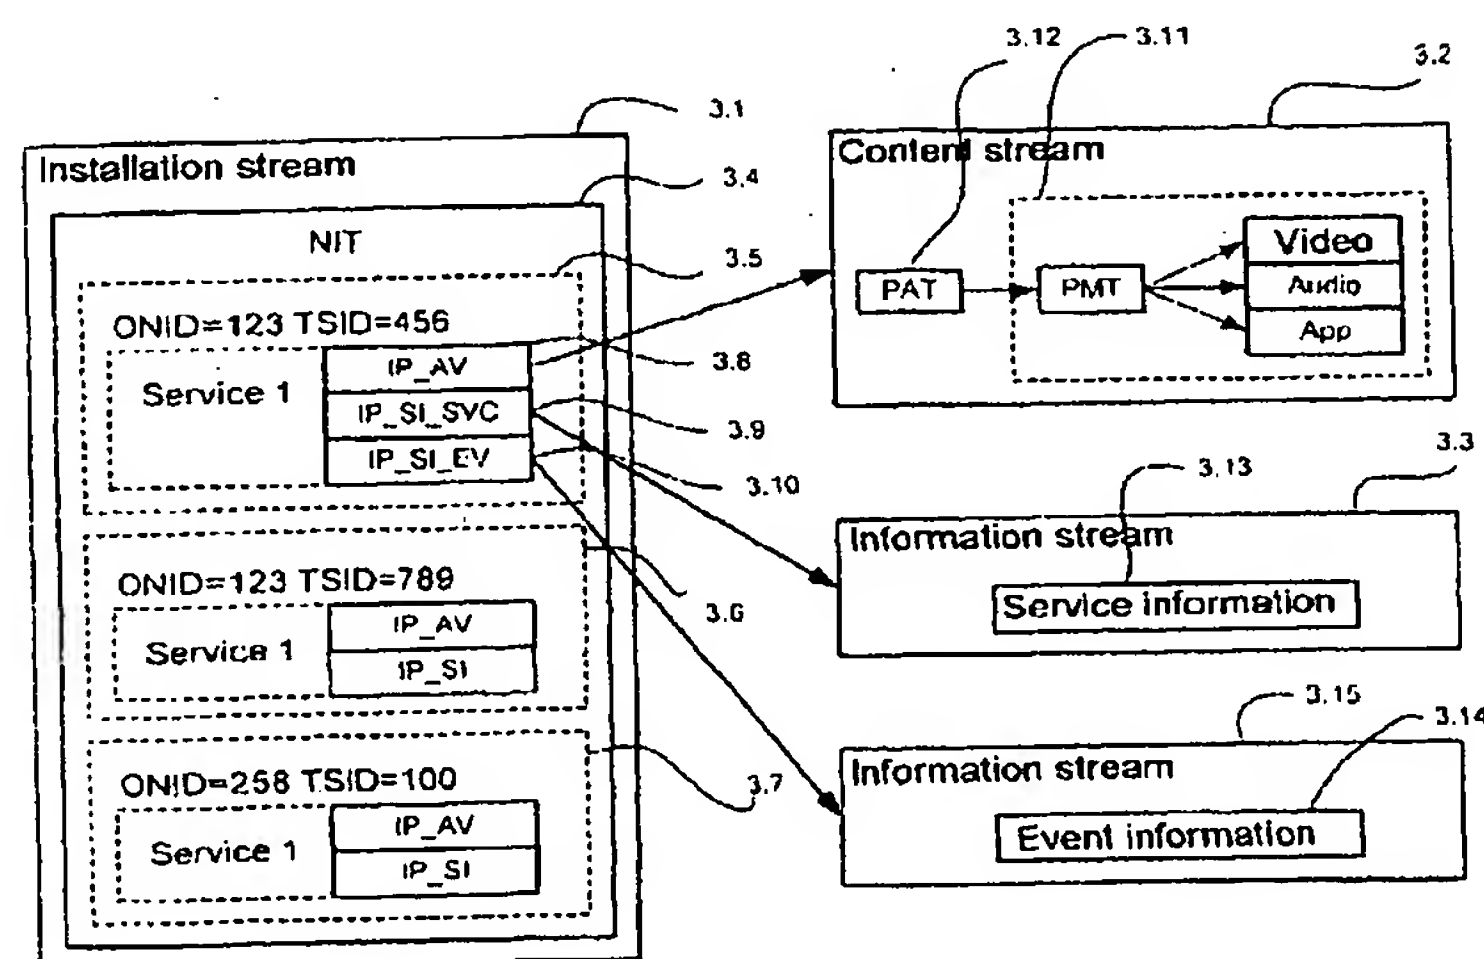 3.1
Installation stream
3.4
NIT
3.5
ONID=123 TSID=456
Service 1
IP_AV
3.8
IP_SI_SVC
3.9
IP_SI_EV
3.10
ONID=123 TSID=789
Service 1
IP_AV
IP_SI
3.6
ONID=258 TSID=100
Service 1
IP_AV
IP_SI
3.7
3.12
3.11
3.2
Content stream
PAT
PMT
Video
Audio
App
3.3
3.13
Information stream
Service information
3.15
3.14
Information stream
Event information